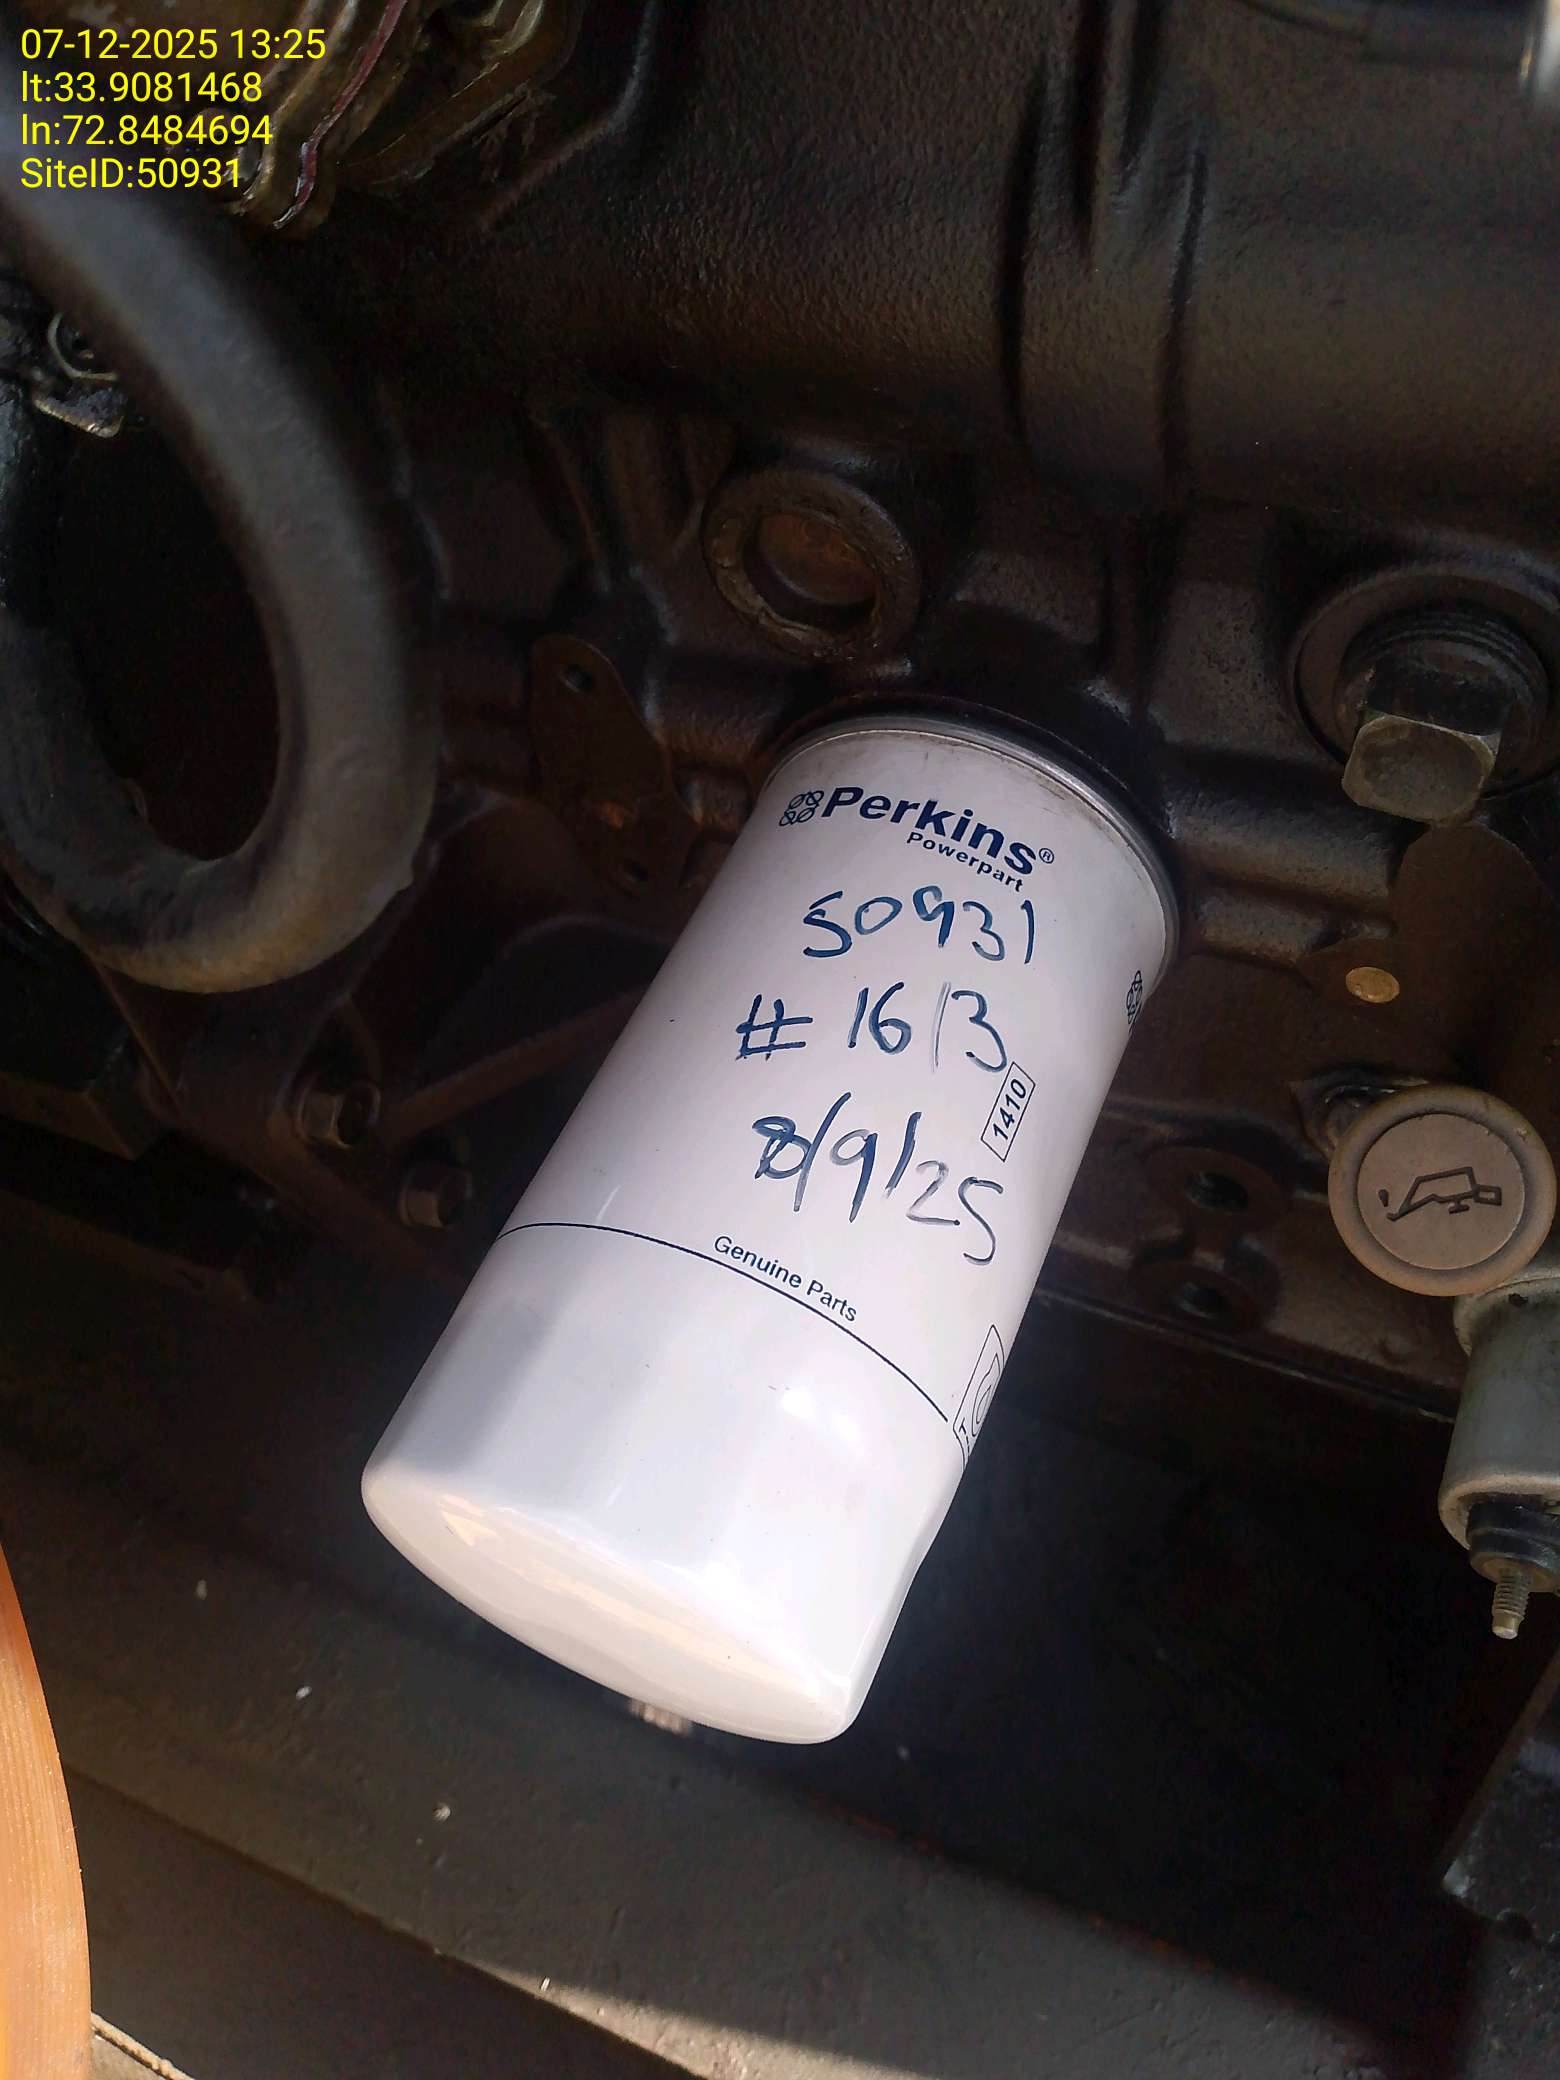 07-12-2025 13:25
lt:33.9081468
ln:72.8484694
SiteID:50931
Perkins®
Powerpart
50931
# 1613
1410
8/9/25
Genuine Parts